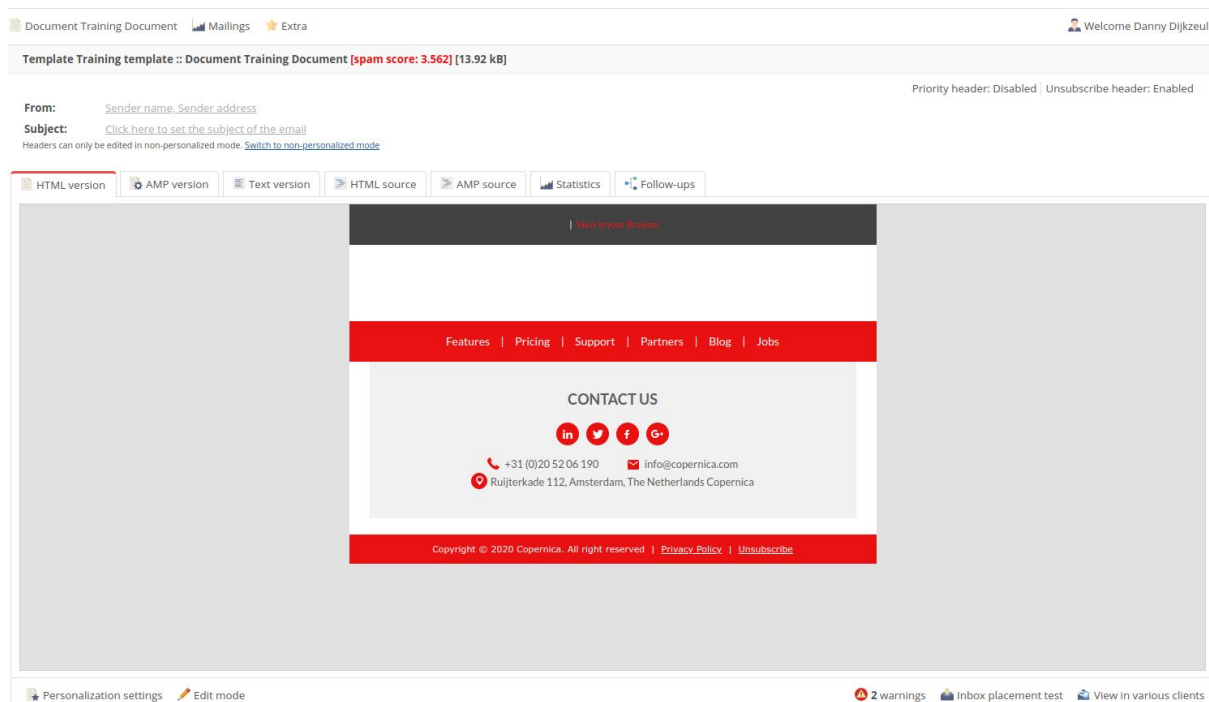 Document Training Document Mailings Extra Welcome Danny Dijkzeul
Template Training template :: Document Training Document [spam score: 3.562] [13.92 kB]
Priority header: Disabled | Unsubscribe header: Enabled
From: Sender name, Sender address
Subject: Click here to set the subject of the email
Headers can only be edited in non-personalized mode. Switch to non-personalized mode
HTML version AMP version Text version HTML source AMP source Statistics Follow-ups
| View in your Browser
Features | Pricing | Support | Partners | Blog | Jobs
CONTACT US
in f G+
+31 (0)20 52 06 190 info@copernica.com
Ruijterkade 112, Amsterdam, The Netherlands Copernica
Copyright © 2020 Copernica. All right reserved | Privacy Policy | Unsubscribe
Personalization settings Edit mode 2 warnings Inbox placement test View in various clients